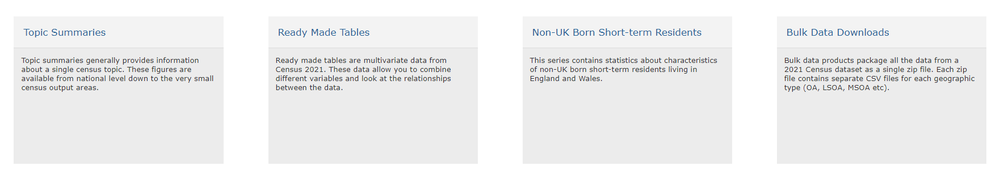 Topic Summaries
Topic summaries generally provides information
about a single census topic. These figures are
available from national level down to the very small
census output areas.
Ready Made Tables
Ready made tables are multivariate data from
Census 2021. These data allow you to combine
different variables and look at the relationships
between the data.
Non-UK Born Short-term Residents
This series contains statistics about characteristics
of non-UK born short-term residents living in
England and Wales.
Bulk Data Downloads
Bulk data products package all the data from a
2021 Census dataset as a single zip file. Each zip
file contains separate CSV files for each geographic
type (OA, LSOA, MSOA etc).